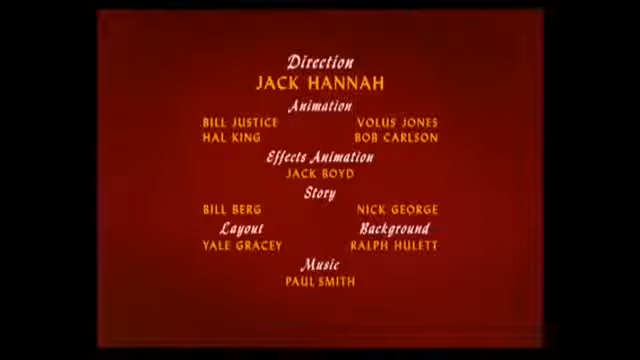 Direction
JACK HANNAH
Animation
BILL JUSTICE VOLUS JONES
HAL KING BOB CARLSON
Effects Animation
JACK BOYD
Story
BILL BERG NICK GEORGE
Layout Background
YALE GRACEY RALPH HULETT
Music
PAUL SMITH